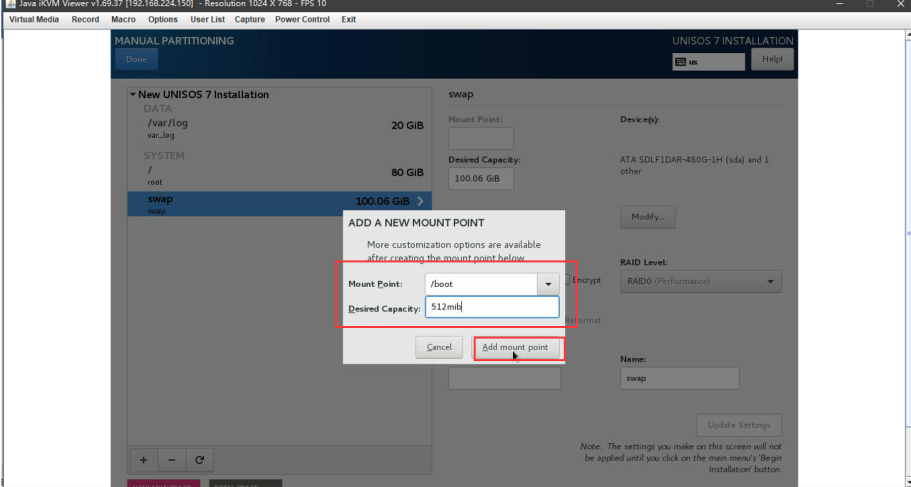 Java iKVM Viewer v1.69.37 [192.168.224.150] - Resolution 1024 X 768 - FPS 10
Virtual Media Record Macro Options User List Capture Power Control Exit
MANUAL PARTITIONING
UNISOS 7 INSTALLATION
Done
us
Help!
New UNISOS 7 Installation
DATA
/var/log
20 GiB
var_log
SYSTEM
/
80 GiB
root
swap
100.06 GiB
swap
swap
Mount Point:
Device(s):
Desired Capacity:
100.06 GiB
ATA SDLF1DAR-480G-1H (sda) and 1
other
Modify...
RAID Level:
Encrypt
RAID0 (Performance)
Reformat
Name:
swap
Update Settings
Note: The settings you make on this screen will not
be applied until you click on the main menu's 'Begin
Installation' button.
ADD A NEW MOUNT POINT
More customization options are available
after creating the mount point below.
Mount Point:
/boot
Desired Capacity:
512mib
Cancel
Add mount point